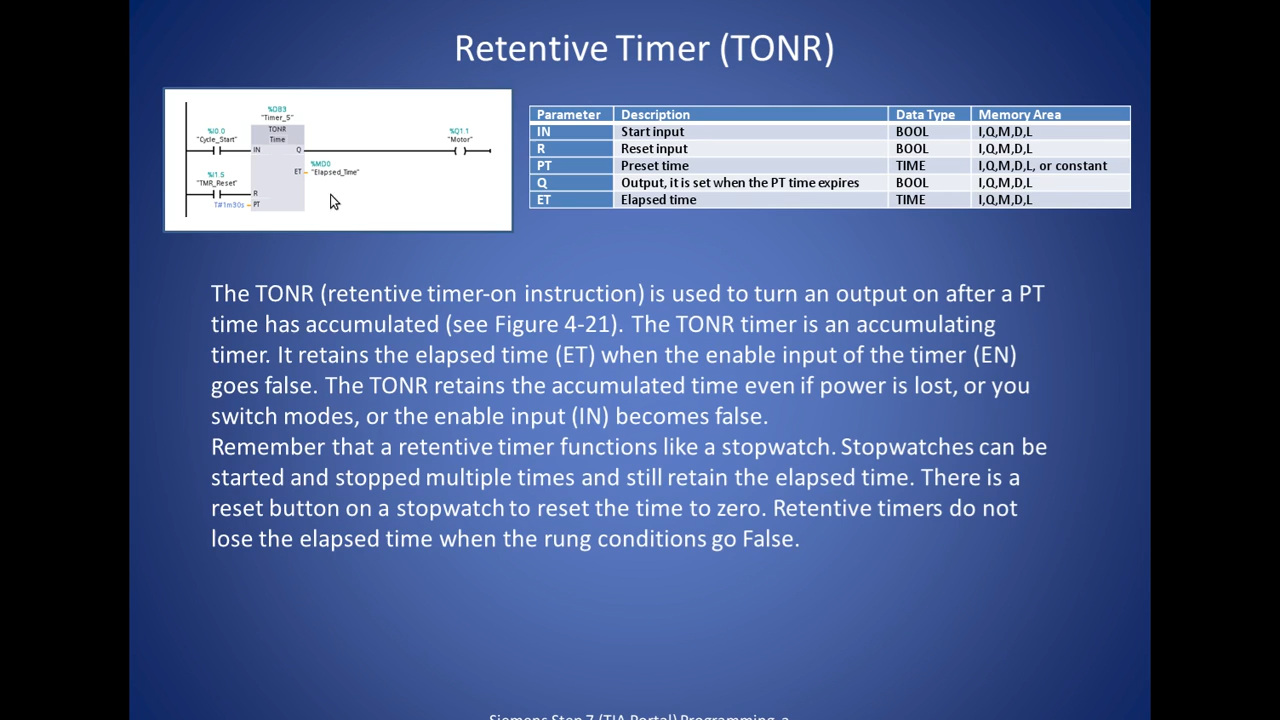 Retentive Timer (TONR)
%DB3
"Timer_5"
TONR
Time
%I0.0
"Cycle_Start"
IN
Q
%Q1.1
"Motor"
%MD0
ET
"Elapsed_Time"
%I1.5
"TMR_Reset"
R
T#1m30s
PT
Parameter Description Data Type Memory Area
IN Start input BOOL I,Q,M,D,L
R Reset input BOOL I,Q,M,D,L
PT Preset time TIME I,Q,M,D,L, or constant
Q Output, it is set when the PT time expires BOOL I,Q,M,D,L
ET Elapsed time TIME I,Q,M,D,L
The TONR (retentive timer-on instruction) is used to turn an output on after a PT
time has accumulated (see Figure 4-21). The TONR timer is an accumulating
timer. It retains the elapsed time (ET) when the enable input of the timer (EN)
goes false. The TONR retains the accumulated time even if power is lost, or you
switch modes, or the enable input (IN) becomes false.
Remember that a retentive timer functions like a stopwatch. Stopwatches can be
started and stopped multiple times and still retain the elapsed time. There is a
reset button on a stopwatch to reset the time to zero. Retentive timers do not
lose the elapsed time when the rung conditions go False.
Siemens Step 7 (TIA Portal) Programming, a